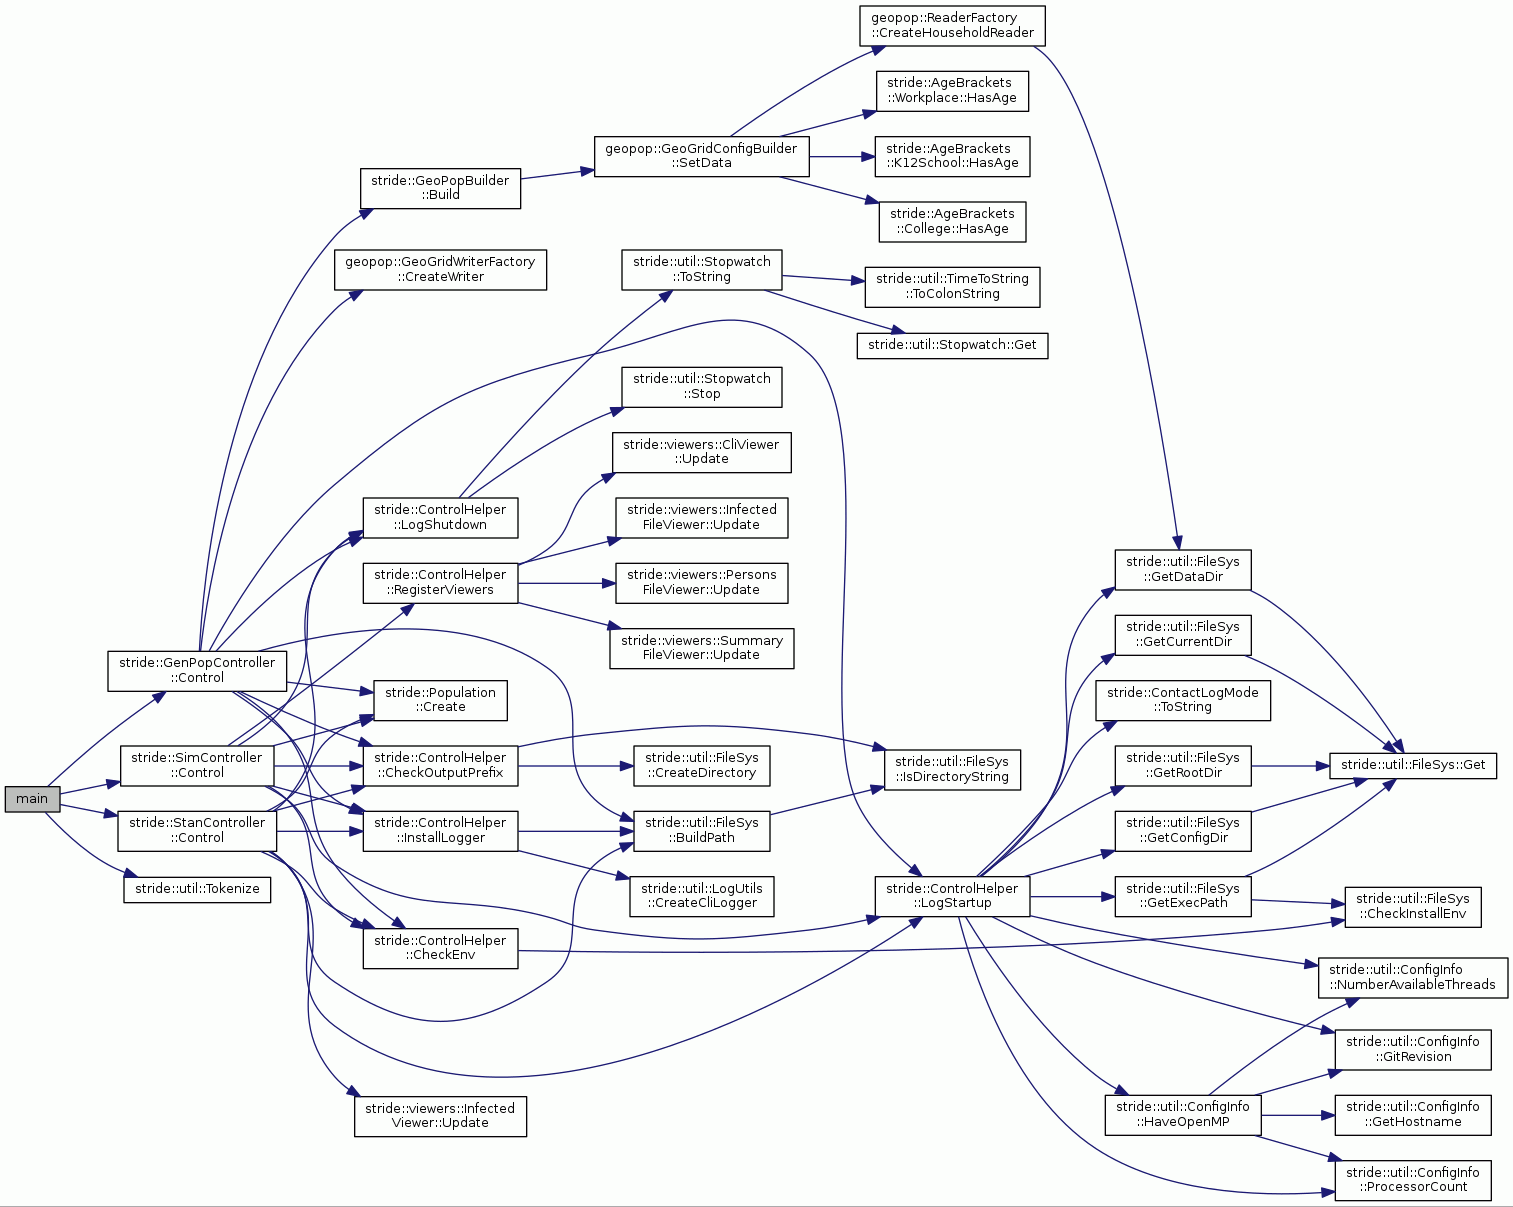 geopop::ReaderFactory
::CreateHouseholdReader
stride::AgeBrackets
::Workplace::HasAge
geopop::GeoGridConfigBuilder
::SetData
stride::AgeBrackets
::K12School::HasAge
stride::GeoPopBuilder
::Build
stride::AgeBrackets
::College::HasAge
geopop::GeoGridWriterFactory
::CreateWriter
stride::util::Stopwatch
::ToString
stride::util::TimeToString
::ToColonString
stride::util::Stopwatch::Get
stride::util::Stopwatch
::Stop
stride::viewers::CliViewer
::Update
stride::ControlHelper
::LogShutdown
stride::viewers::Infected
FileViewer::Update
stride::util::FileSys
::GetDataDir
stride::ControlHelper
::RegisterViewers
stride::viewers::Persons
FileViewer::Update
stride::util::FileSys
::GetCurrentDir
stride::viewers::Summary
FileViewer::Update
stride::GenPopController
::Control
stride::Population
::Create
stride::ContactLogMode
::ToString
stride::SimController
::Control
stride::ControlHelper
::CheckOutputPrefix
stride::util::FileSys
::CreateDirectory
stride::util::FileSys
::IsDirectoryString
stride::util::FileSys
::GetRootDir
stride::util::FileSys::Get
main
stride::StanController
::Control
stride::ControlHelper
::InstallLogger
stride::util::FileSys
::BuildPath
stride::util::FileSys
::GetConfigDir
stride::util::Tokenize
stride::util::LogUtils
::CreateCliLogger
stride::ControlHelper
::LogStartup
stride::util::FileSys
::GetExecPath
stride::util::FileSys
::CheckInstallEnv
stride::ControlHelper
::CheckEnv
stride::util::ConfigInfo
::NumberAvailableThreads
stride::util::ConfigInfo
::GitRevision
stride::viewers::Infected
Viewer::Update
stride::util::ConfigInfo
::HaveOpenMP
stride::util::ConfigInfo
::GetHostname
stride::util::ConfigInfo
::ProcessorCount